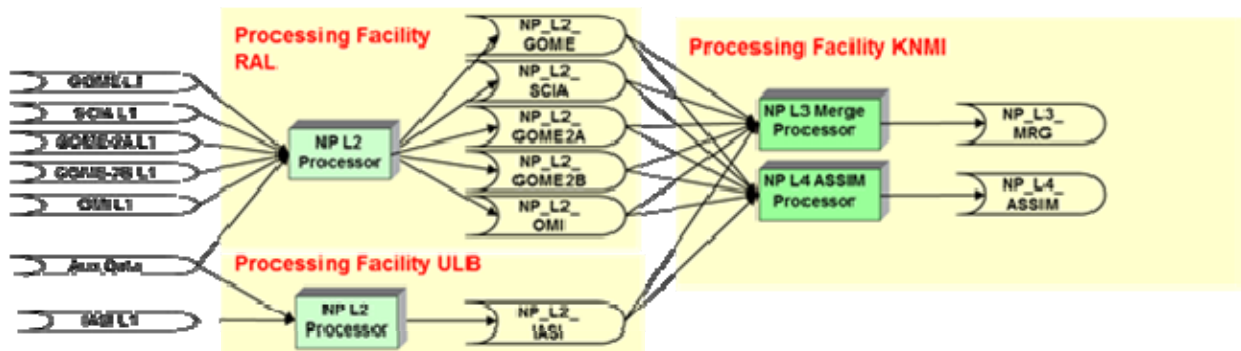 Processing Facility
RAL
GOME L1
SCIA L1
GOME-2A L1
GOME-2B L1
OMI L1
Aux Data
IASI L1
NP L2
Processor
NP_L2_
GOME
NP_L2_
SCIA
NP_L2_
GOME2A
NP_L2_
GOME2B
NP_L2_
OMI
Processing Facility ULB
NP L2
Processor
NP_L2_
IASI
Processing Facility KNMI
NP L3 Merge
Processor
NP L4 ASSIM
Processor
NP_L3_
MRG
NP_L4_
ASSIM